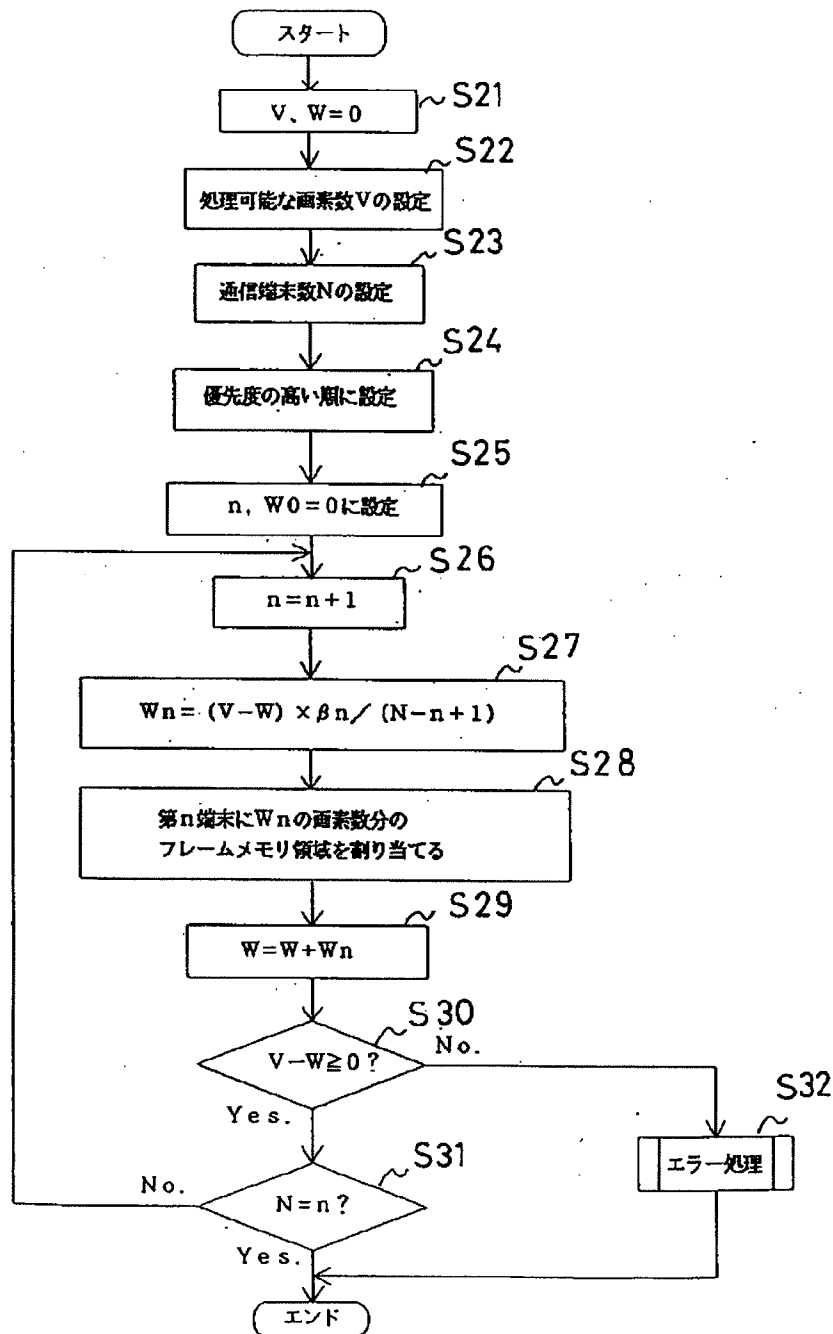 スタート
S21
V、W=0
S22
処理可能な画素数Vの設定
S23
通信端末数Nの設定
S24
優先度の高い順に設定
S25
n, W0=0に設定
S26
n=n+1
S27
Wn=(V-W)×βn/(N-n+1)
S28
第n端末にWnの画素数分の
フレームメモリ領域を割り当てる
S29
W=W+Wn
S30
V-W≧0?
No.
Yes.
S32
エラー処理
S31
N=n?
No.
Yes.
エンド